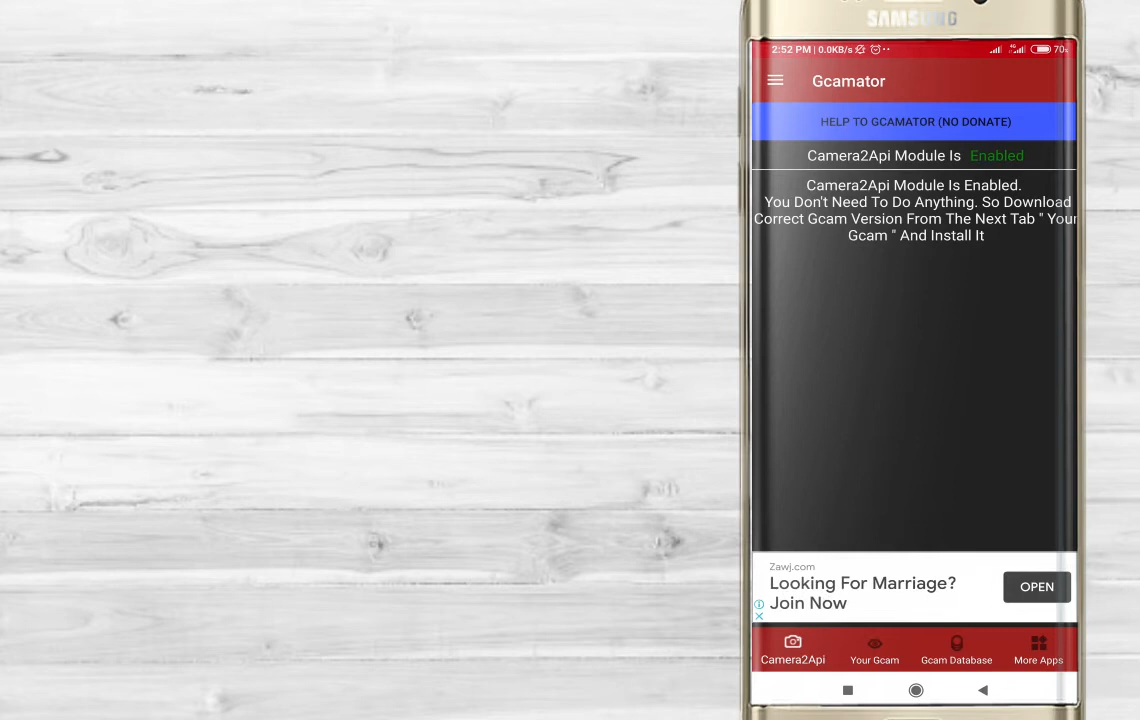 SAMSUNG
2:52 PM | 0.0KB/s
4G
70%
Gcamator
HELP TO GCAMATOR (NO DONATE)
Camera2Api Module Is Enabled
Camera2Api Module Is Enabled.
You Don't Need To Do Anything. So Download
Correct Gcam Version From The Next Tab " Your
Gcam " And Install It
Zawj.com
Looking For Marriage?
Join Now
OPEN
Camera2Api
Your Gcam
Gcam Database
More Apps